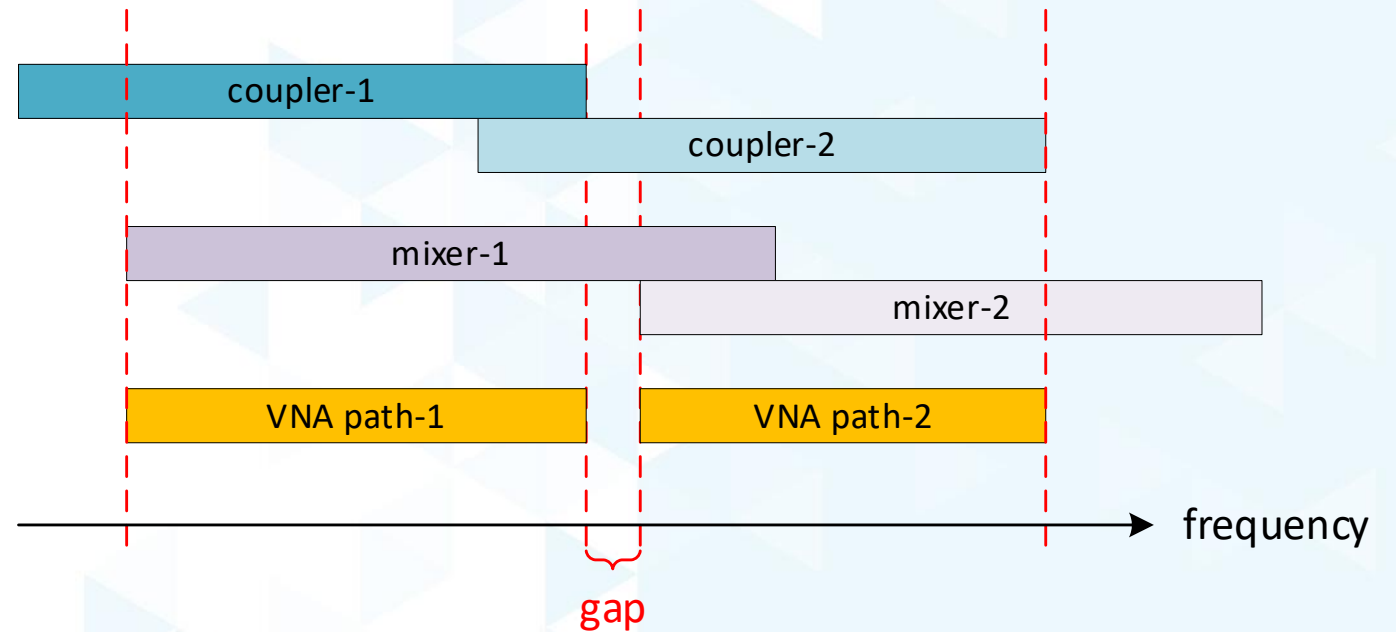 coupler-1
coupler-2
mixer-1
mixer-2
VNA path-1
VNA path-2
frequency
gap